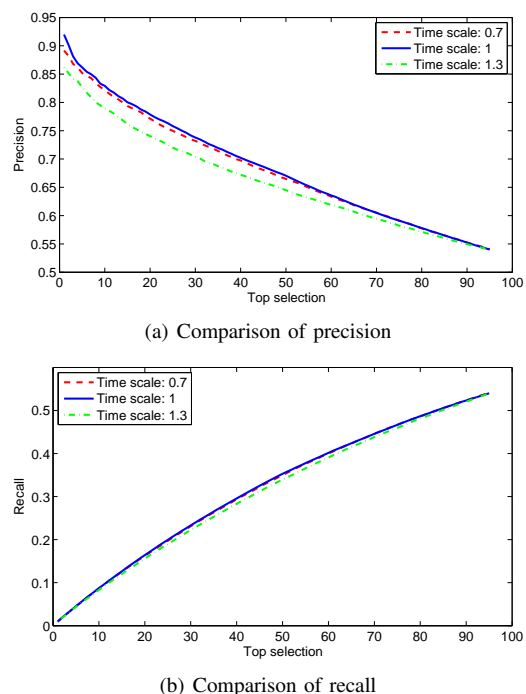 0.95
0.9
0.85
0.8
0.75
0.7
0.65
0.6
0.55
0.5
Precision
Time scale: 0.7
Time scale: 1
Time scale: 1.3
0 10 20 30 40 50 60 70 80 90 100
Top selection
(a) Comparison of precision
0.5
0.4
0.3
0.2
0.1
0
Recall
Time scale: 0.7
Time scale: 1
Time scale: 1.3
0 10 20 30 40 50 60 70 80 90 100
Top selection
(b) Comparison of recall